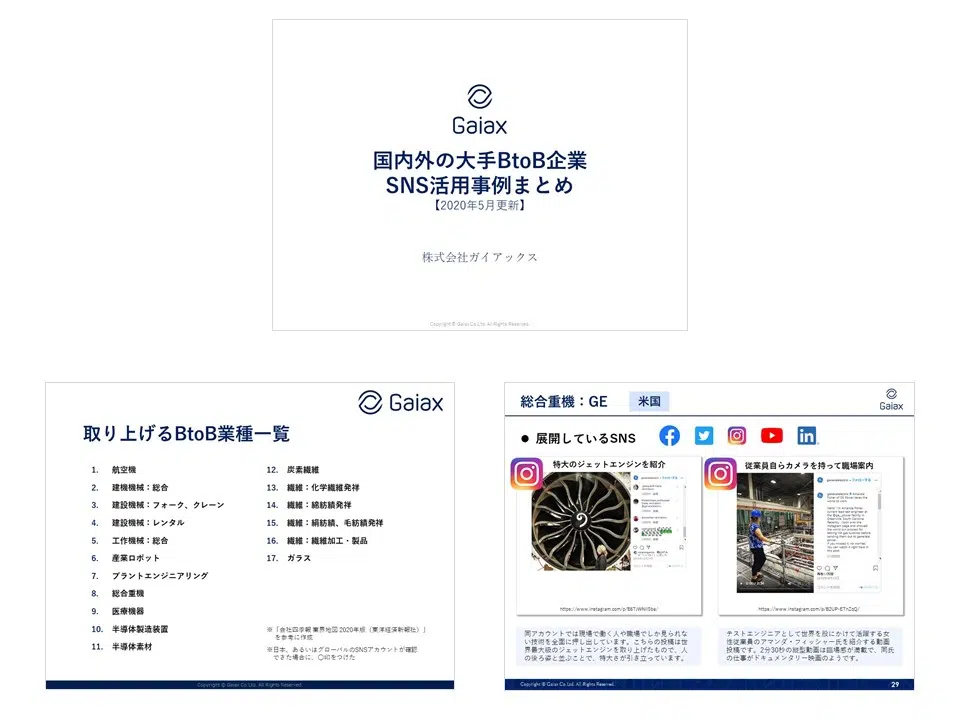 Gaiax
国内外の大手BtoB企業
SNS活用事例まとめ
【2020年5月更新】
株式会社ガイアックス
Copyright © Gaiax Co.Ltd. All Rights Reserved.
Gaiax
取り上げるBtoB業種一覧
1. 航空機
2. 建機機械：総合
3. 建設機械：フォーク、クレーン
4. 建設機械：レンタル
5. 工作機械：総合
6. 産業ロボット
7. プラントエンジニアリング
8. 総合重機
9. 医療機器
10. 半導体製造装置
11. 半導体素材
12. 炭素繊維
13. 繊維：化学繊維発祥
14. 繊維：綿紡績発祥
15. 繊維：絹紡績、毛紡績発祥
16. 繊維：繊維加工・製品
17. ガラス
※「会社四季報 業界地図 2020年版（東洋経済新報社）」
を参考に作成
※日本、あるいはグローバルのSNSアカウントが確認
できた場合に、〇印をつけた
Copyright © Gaiax Co. Ltd. All Rights Reserved.
総合重機：GE
米国
Gaiax
● 展開しているSNS
特大のジェットエンジンを紹介
従業員自らカメラを持って職場案内
同アカウントでは現場で働く人や職場でしか見られな
い技術を全面に押し出しています。こちらの投稿は世
界最大級のジェットエンジンを取り上げたもので、人
の後ろ姿と並ぶことで、特大さが引き立っています。
テストエンジニアとして世界を股にかけて活躍する女
性従業員のアマンダ・フィッシャー氏を紹介する動画
投稿です。2分30秒の縦型動画は臨場感が満載で、同氏
の仕事がドキュメンタリー映画のようです。
Copyright © Gaiax Co. Ltd. All Rights Reserved.
29